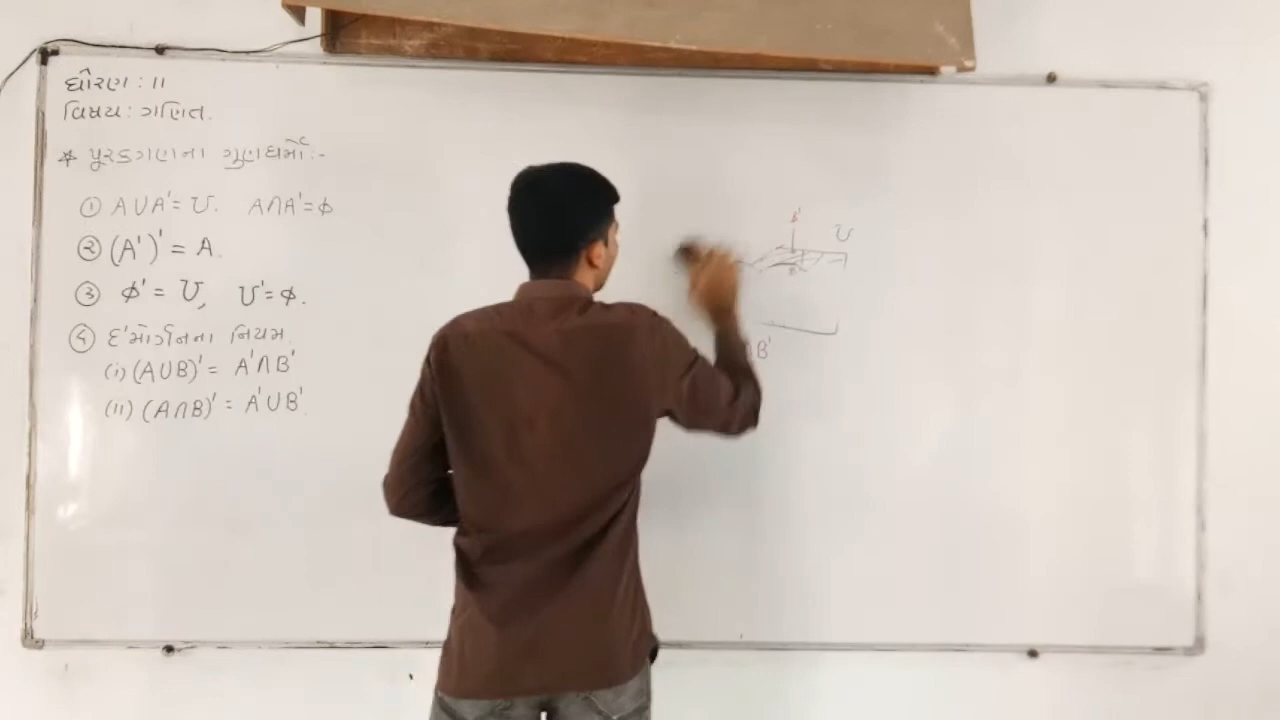 ધોરણ : 11
વિષય : ગણિત.
* પૂરકગણના ગુણધર્મો :-
① A∪A' = U. A∩A' = ϕ
② (A')' = A.
③ ϕ' = U, U' = ϕ.
④ દ'મોર્ગનના નિયમ
(i) (A∪B)' = A'∩B'
(ii) (A∩B)' = A'∪B'.
B'
U
B
∩B'